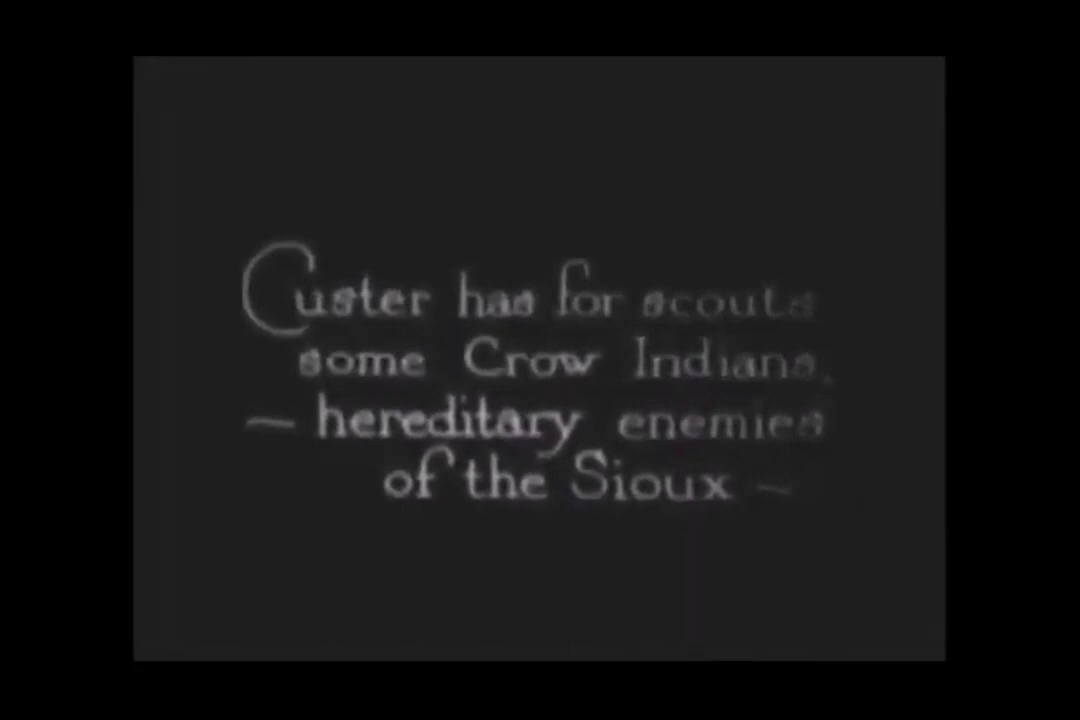 Custer has for scouts
some Crow Indians,
— hereditary enemies
of the Sioux —